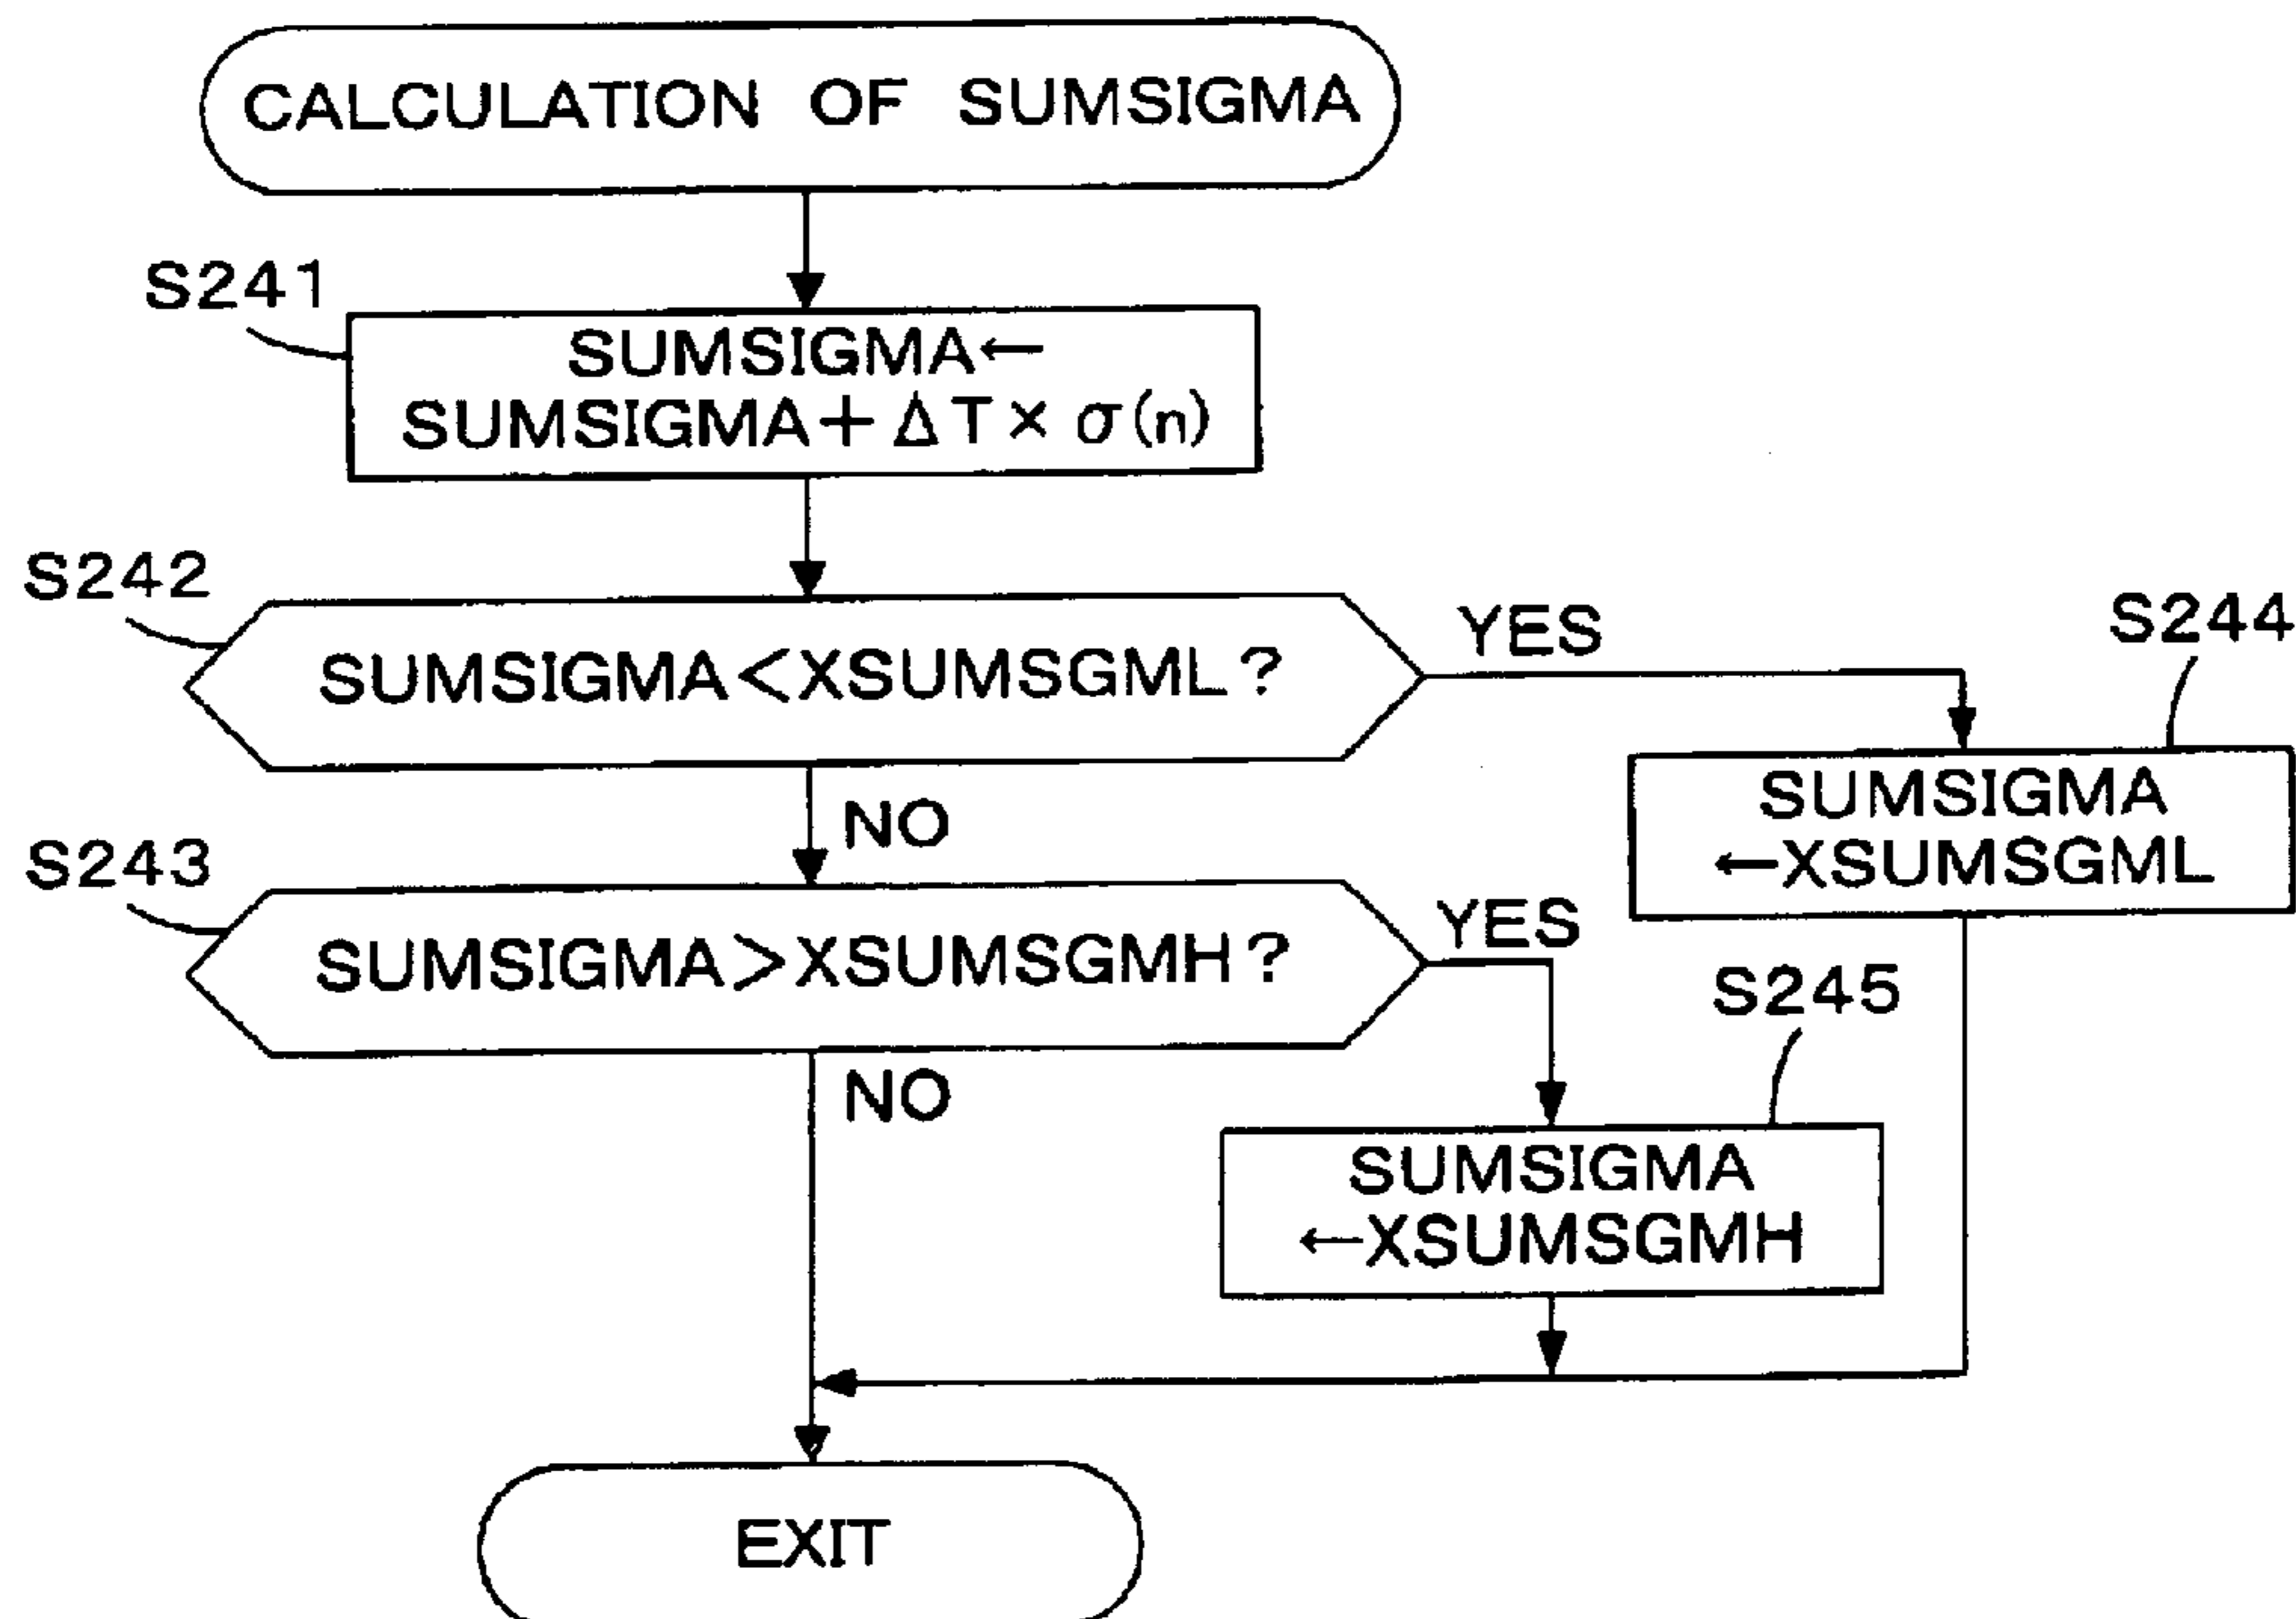 CALCULATION OF SUMSIGMA
S241
SUMSIGMA←
SUMSIGMA+ΔT×σ(n)
S242
SUMSIGMA<XSUMSGML?
YES
S244
SUMSIGMA
←XSUMSGML
NO
S243
SUMSIGMA>XSUMSGMH?
YES
S245
SUMSIGMA
←XSUMSGMH
NO
EXIT